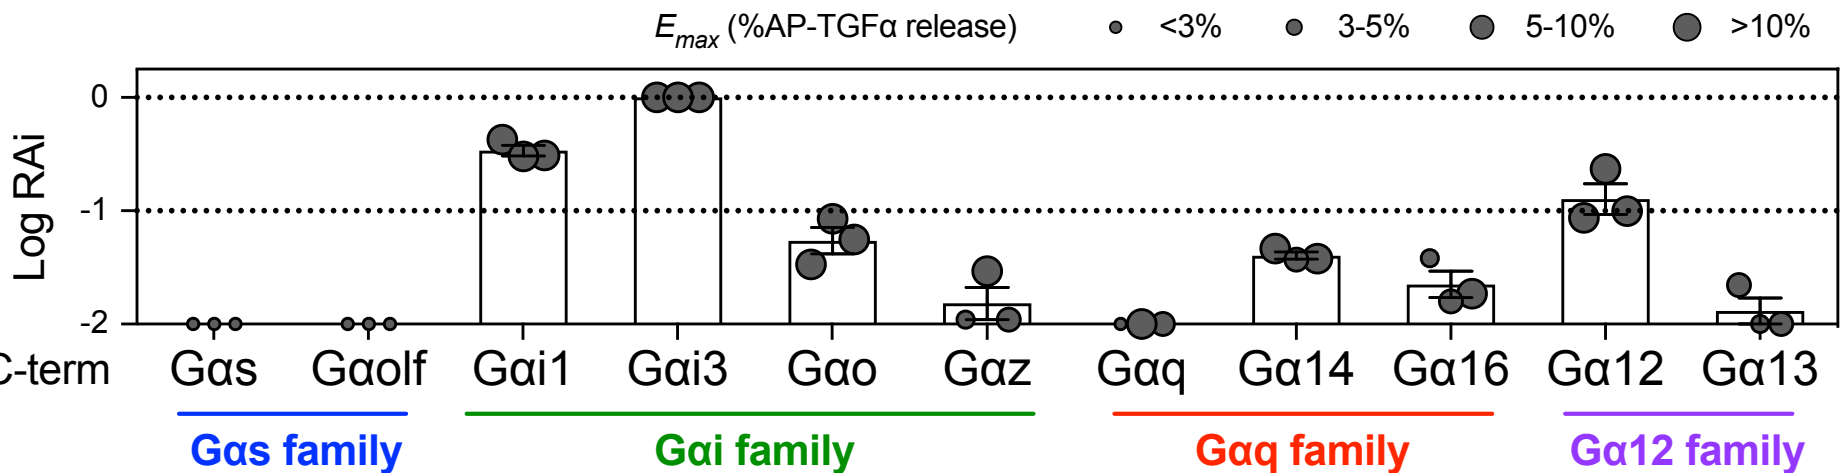 Emax (%AP-TGFα release) <3% 3-5% 5-10% >10%
Log RAi
0
-1
-2
C-term Gαs Gαolf Gαi1 Gαi3 Gαo Gαz Gαq Gα14 Gα16 Gα12 Gα13
Gαs family Gαi family Gαq family Gα12 family